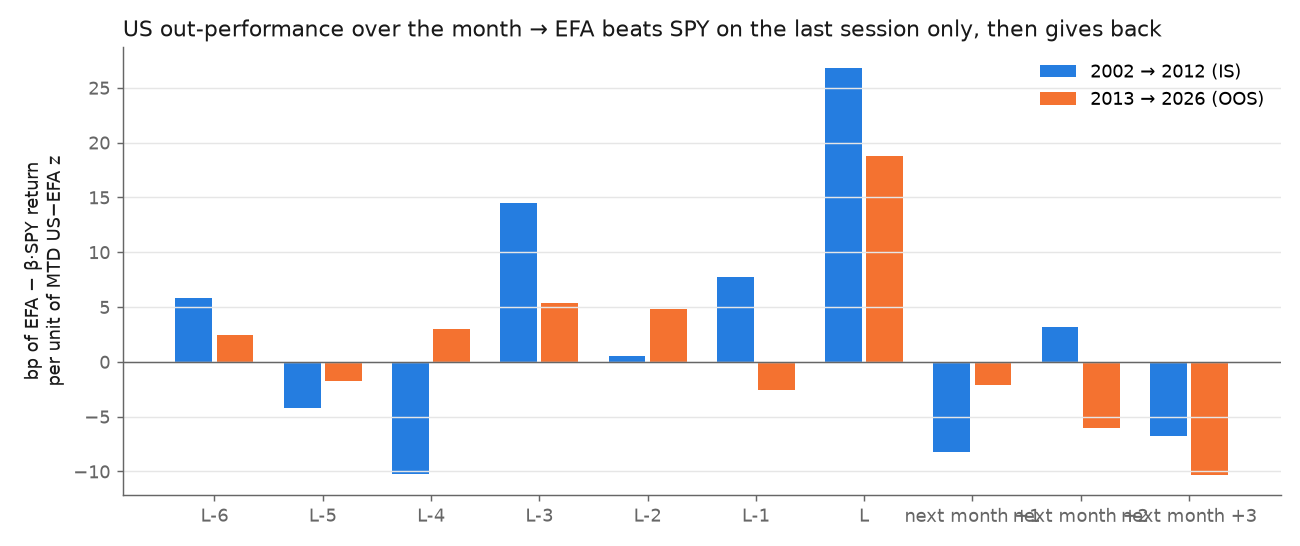 US out-performance over the month → EFA beats SPY on the last session only, then gives back
2002 → 2012 (IS)
2013 → 2026 (OOS)
bp of EFA − β·SPY return
per unit of MTD US−EFA z
25
20
15
10
5
0
−5
−10
L-6
L-5
L-4
L-3
L-2
L-1
L
next month +1
next month +2
next month +3